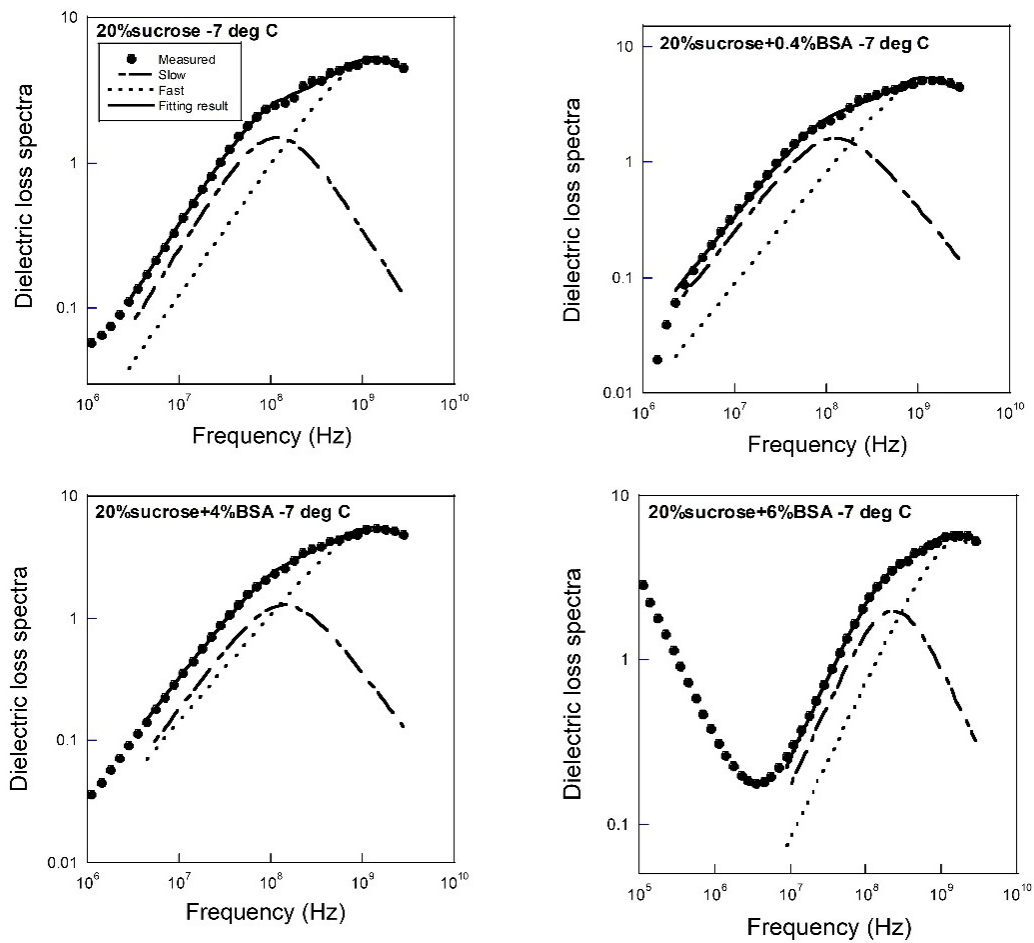 20%sucrose -7 deg C
Measured
Slow
Fast
Fitting result
10
1
0.1
Dielectric loss spectra
10^6 10^7 10^8 10^9 10^10
Frequency (Hz)
20%sucrose+0.4%BSA -7 deg C
10
1
0.1
0.01
Dielectric loss spectra
10^6 10^7 10^8 10^9 10^10
Frequency (Hz)
20%sucrose+4%BSA -7 deg C
10
1
0.1
0.01
Dielectric loss spectra
10^6 10^7 10^8 10^9 10^10
Frequency (Hz)
20%sucrose+6%BSA -7 deg C
10
1
0.1
Dielectric loss spectra
10^5 10^6 10^7 10^8 10^9 10^10
Frequency (Hz)